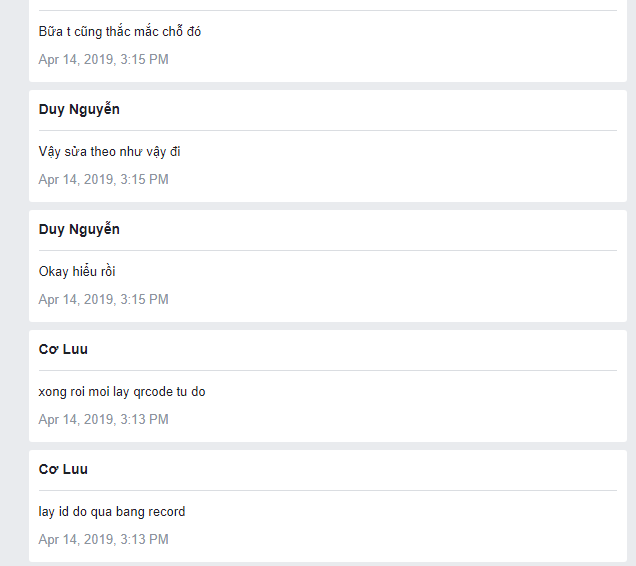 Bữa t cũng thắc mắc chỗ đó
Apr 14, 2019, 3:15 PM
Duy Nguyễn
Vậy sửa theo như vậy đi
Apr 14, 2019, 3:15 PM
Duy Nguyễn
Okay hiểu rồi
Apr 14, 2019, 3:15 PM
Cơ Luu
xong roi moi lay qrcode tu do
Apr 14, 2019, 3:13 PM
Cơ Luu
lay id do qua bang record
Apr 14, 2019, 3:13 PM